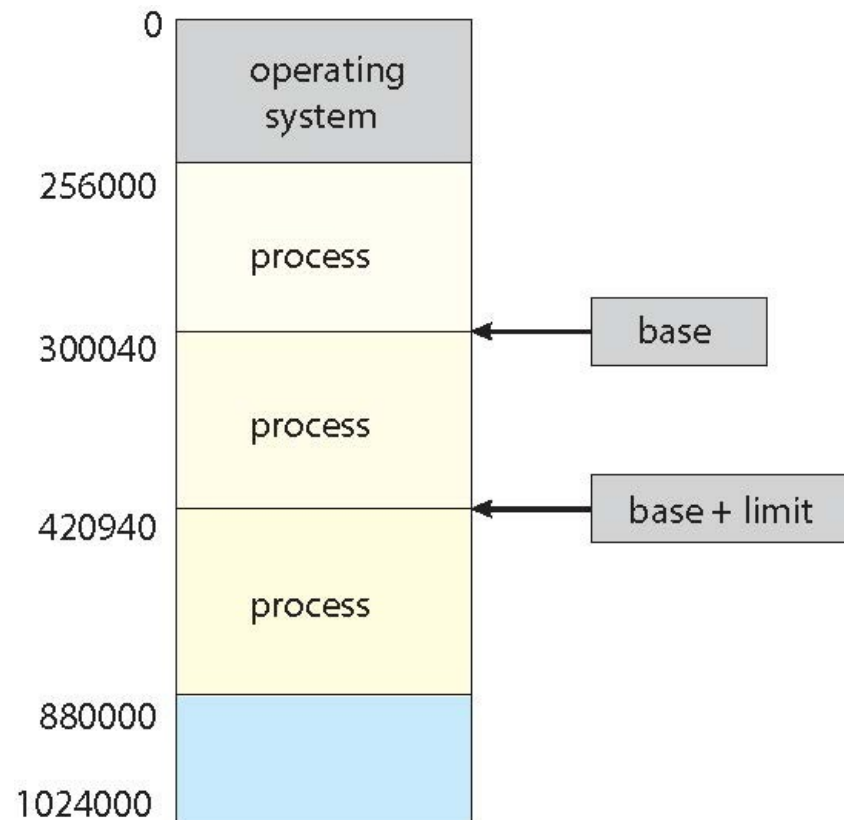 0
operating
system
256000
process
base
300040
process
base + limit
420940
process
880000
1024000